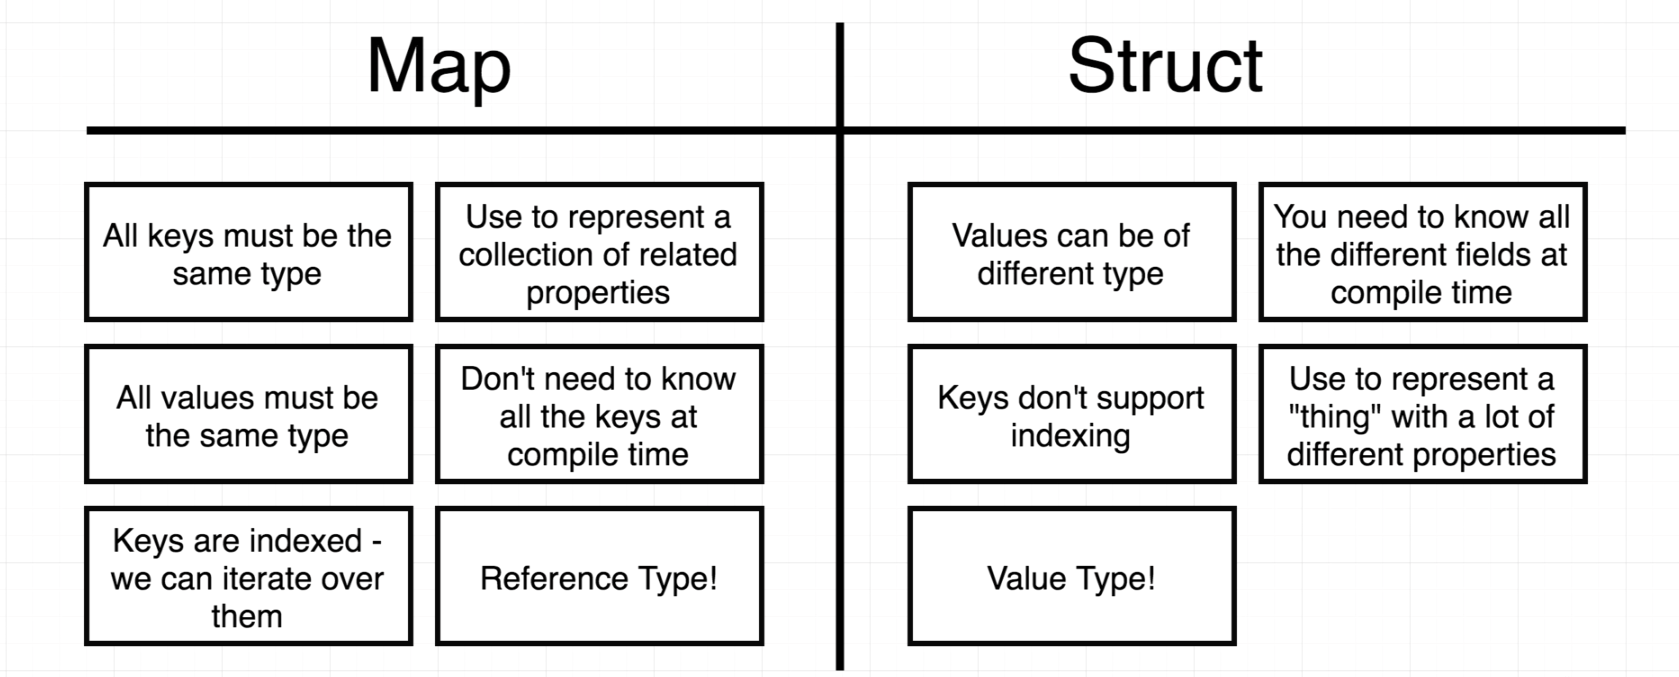 Map
Struct
All keys must be the
same type
Use to represent a
collection of related
properties
Values can be of
different type
You need to know all
the different fields at
compile time
All values must be
the same type
Don't need to know
all the keys at
compile time
Keys don't support
indexing
Use to represent a
"thing" with a lot of
different properties
Keys are indexed -
we can iterate over
them
Reference Type!
Value Type!